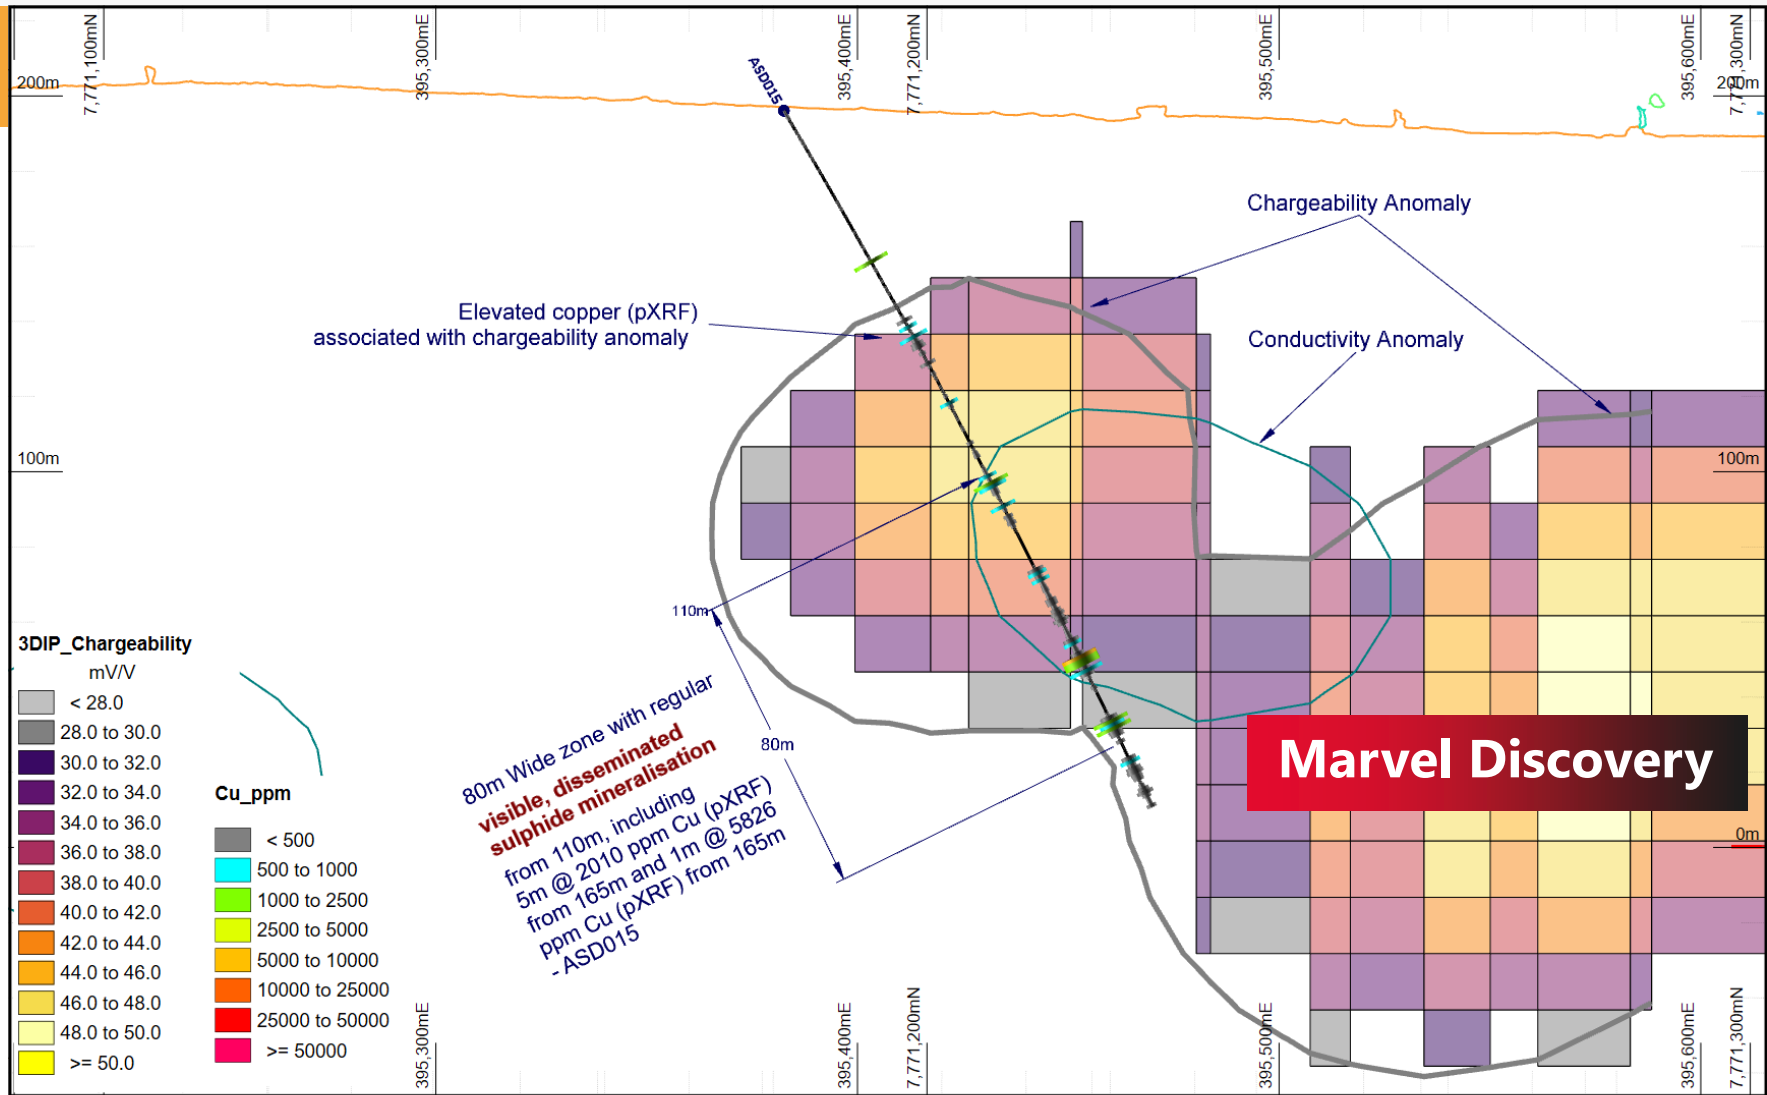 7,771,100mN
395,300mE
395,400mE
7,771,200mN
395,500mE
395,600mE
7,771,300mN
200m
200m
ASD015
Chargeability Anomaly
Elevated copper (pXRF)
associated with chargeability anomaly
Conductivity Anomaly
100m
100m
110m
80m
80m Wide zone with regular
visible, disseminated
sulphide mineralisation
from 110m, including
5m @ 2010 ppm Cu (pXRF)
from 165m and 1m @ 5826
ppm Cu (pXRF) from 165m
- ASD015
Marvel Discovery
0m
3DIP_Chargeability
mV/V
< 28.0
28.0 to 30.0
30.0 to 32.0
32.0 to 34.0
34.0 to 36.0
36.0 to 38.0
38.0 to 40.0
40.0 to 42.0
42.0 to 44.0
44.0 to 46.0
46.0 to 48.0
48.0 to 50.0
>= 50.0
Cu_ppm
< 500
500 to 1000
1000 to 2500
2500 to 5000
5000 to 10000
10000 to 25000
25000 to 50000
>= 50000
395,300mE
395,400mE
7,771,200mN
395,500mE
395,600mE
7,771,300mN